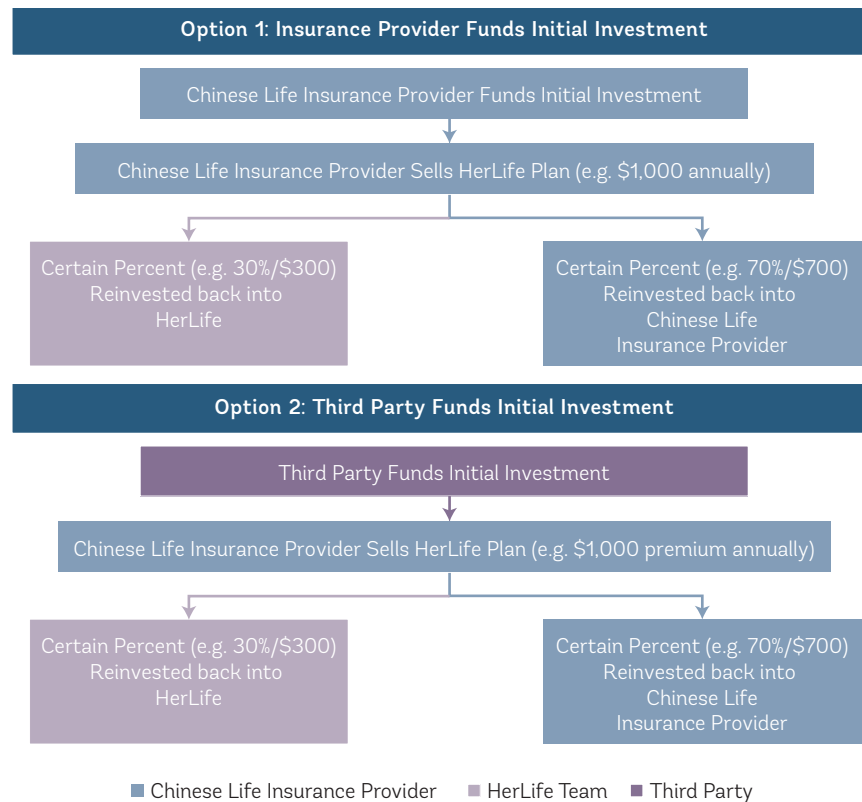 Option 1: Insurance Provider Funds Initial Investment
Chinese Life Insurance Provider Funds Initial Investment
Chinese Life Insurance Provider Sells HerLife Plan (e.g. $1,000 annually)
Certain Percent (e.g. 30%/$300)
Reinvested back into
HerLife
Certain Percent (e.g. 70%/$700)
Reinvested back into
Chinese Life
Insurance Provider
Option 2: Third Party Funds Initial Investment
Third Party Funds Initial Investment
Chinese Life Insurance Provider Sells HerLife Plan (e.g. $1,000 premium annually)
Certain Percent (e.g. 30%/$300)
Reinvested back into
HerLife
Certain Percent (e.g. 70%/$700)
Reinvested back into
Chinese Life
Insurance Provider
Chinese Life Insurance Provider HerLife Team Third Party